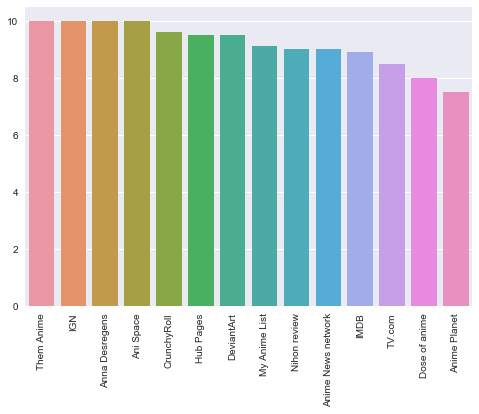 10
8
6
4
2
0
Them Anime
IGN
Anna Desregens
Ani Space
CrunchyRoll
Hub Pages
DeviantArt
My Anime List
Nihon review
Anime News network
IMDB
TV.com
Dose of anime
Anime Planet